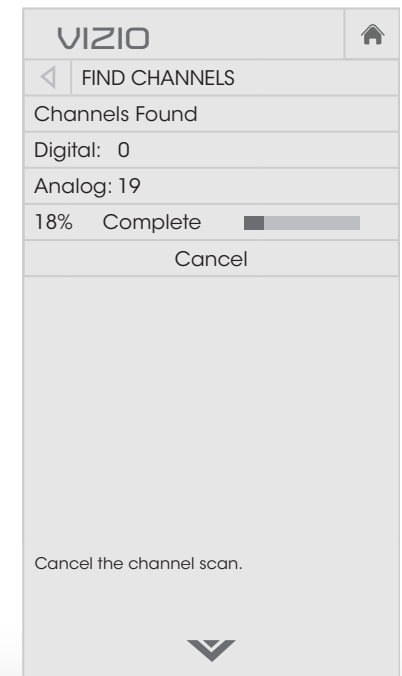 VIZIO
FIND CHANNELS
Channels Found
Digital: 0
Analog: 19
18% Complete
Cancel
Cancel the channel scan.